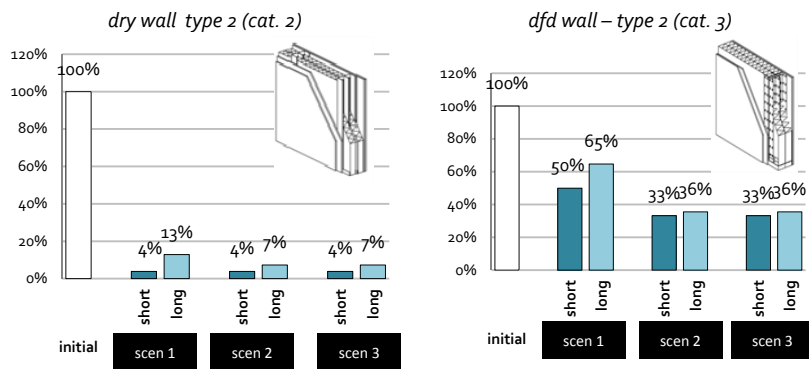 dry wall type 2 (cat. 2)
120%
100%
100%
80%
60%
40%
20%
0%
4%
13%
4%
7%
4%
7%
short
long
short
long
short
long
initial
scen 1
scen 2
scen 3
dfd wall – type 2 (cat. 3)
120%
100%
100%
80%
60%
40%
20%
0%
50%
65%
33%
36%
33%
36%
short
long
short
long
short
long
initial
scen 1
scen 2
scen 3